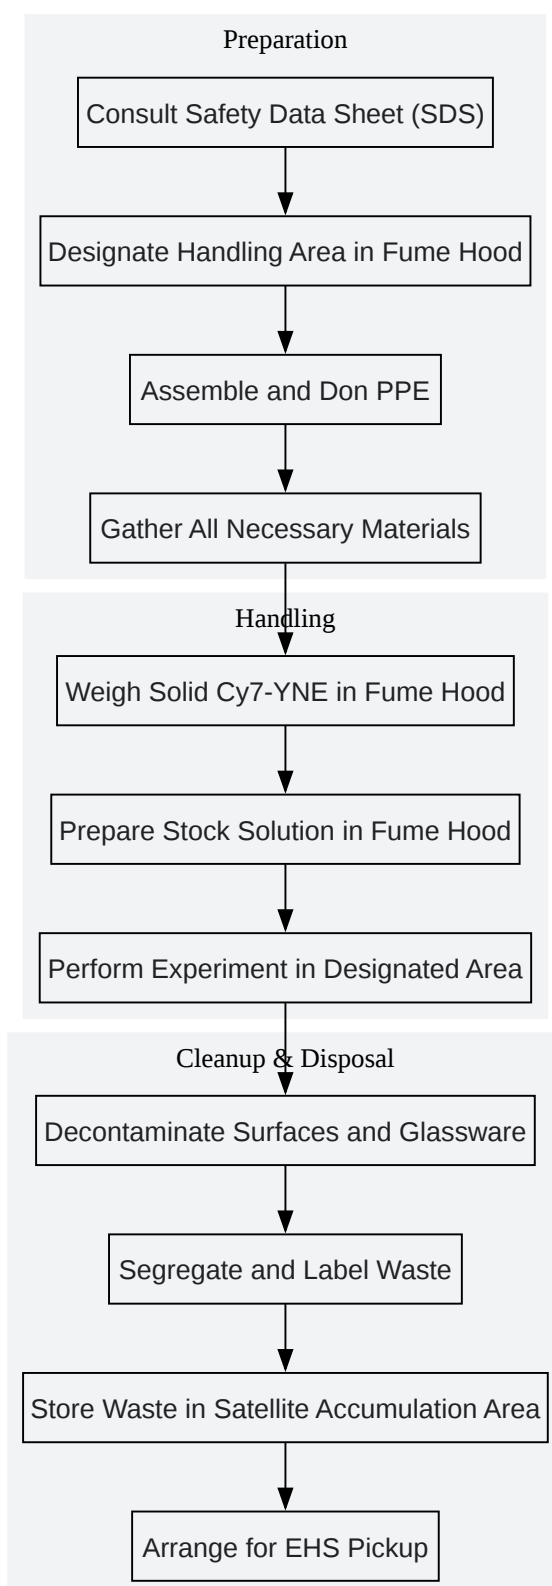 Preparation
Consult Safety Data Sheet (SDS)
Designate Handling Area in Fume Hood
Assemble and Don PPE
Gather All Necessary Materials
Handling
Weigh Solid Cy7-YNE in Fume Hood
Prepare Stock Solution in Fume Hood
Perform Experiment in Designated Area
Cleanup & Disposal
Decontaminate Surfaces and Glassware
Segregate and Label Waste
Store Waste in Satellite Accumulation Area
Arrange for EHS Pickup